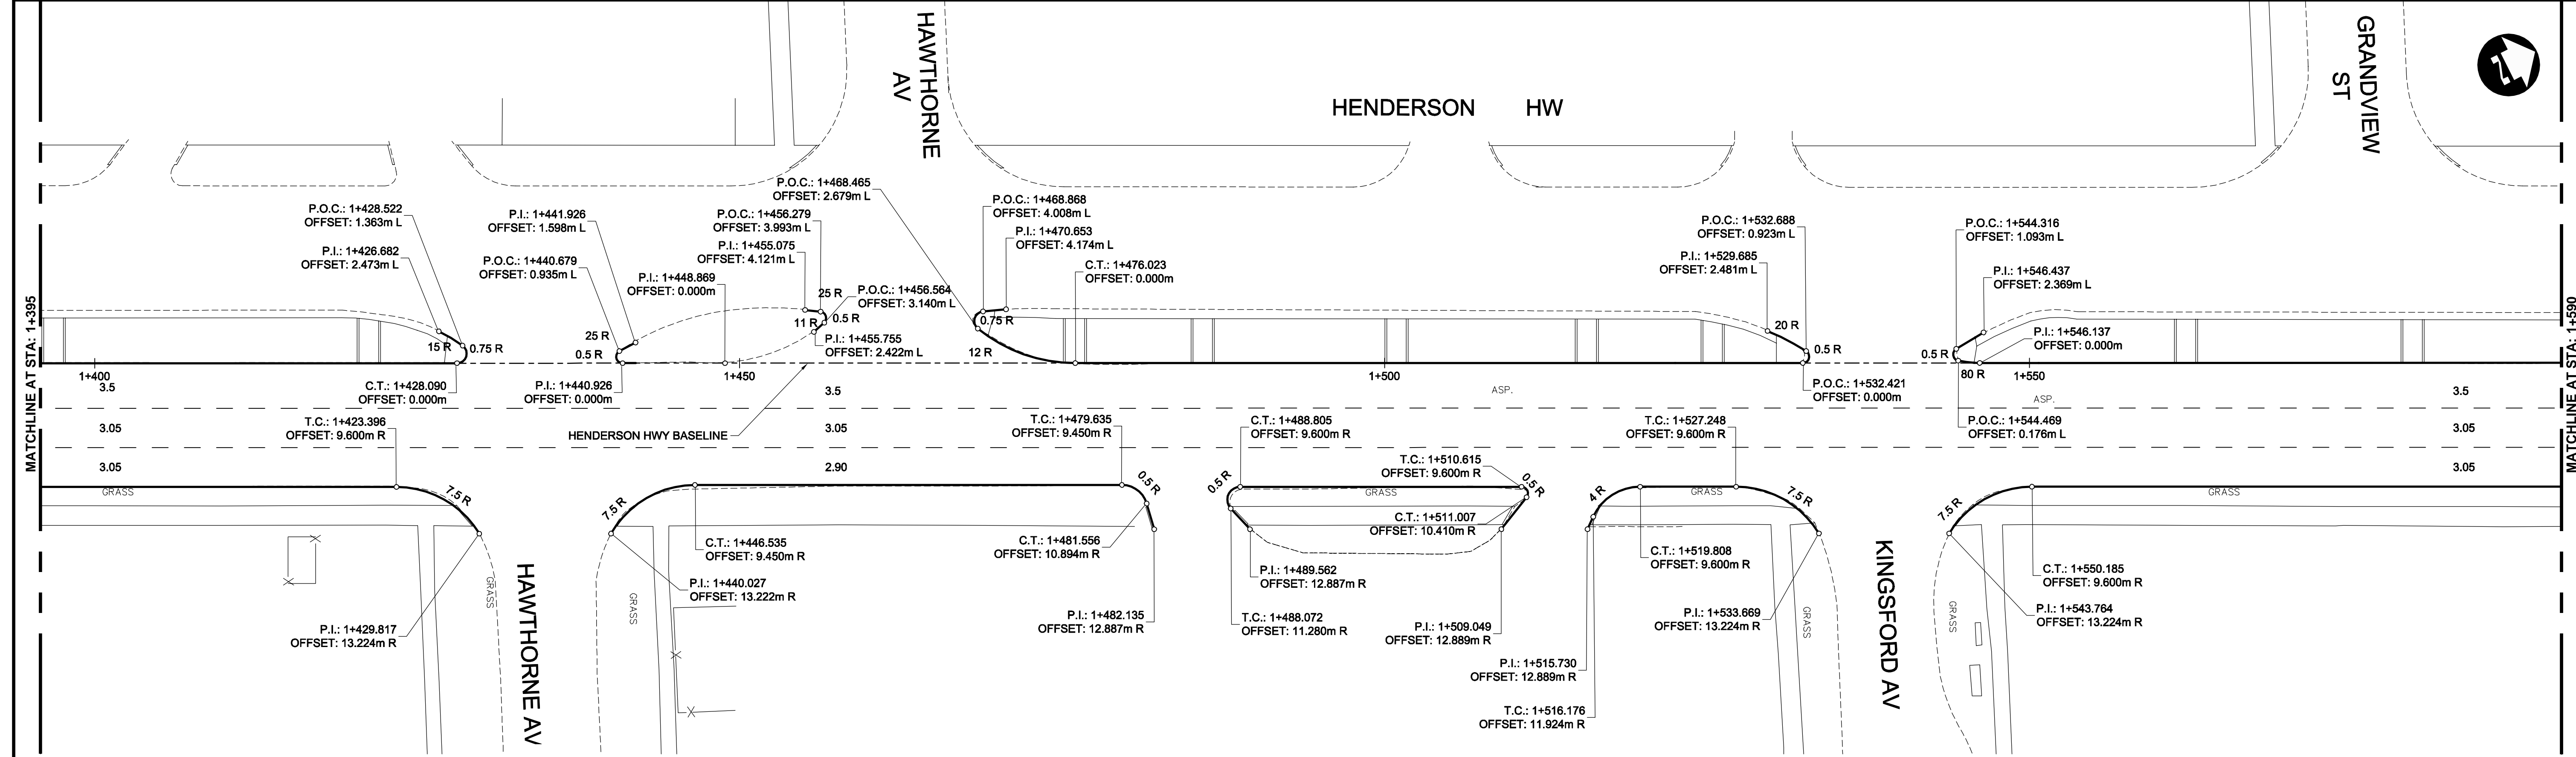 HAWTHORNE
AV
HENDERSON HW
GRANDVIEW
ST
P.O.C.: 1+428.522
OFFSET: 1.363m L
P.I.: 1+426.682
OFFSET: 2.473m L
P.I.: 1+441.926
OFFSET: 1.598m L
P.O.C.: 1+440.679
OFFSET: 0.935m L
P.O.C.: 1+468.465
OFFSET: 2.679m L
P.O.C.: 1+456.279
OFFSET: 3.993m L
P.I.: 1+455.075
OFFSET: 4.121m L
P.I.: 1+448.869
OFFSET: 0.000m
P.O.C.: 1+456.564
OFFSET: 3.140m L
P.I.: 1+455.755
OFFSET: 2.422m L
P.O.C.: 1+468.868
OFFSET: 4.008m L
P.I.: 1+470.653
OFFSET: 4.174m L
C.T.: 1+476.023
OFFSET: 0.000m
P.O.C.: 1+532.688
OFFSET: 0.923m L
P.I.: 1+529.685
OFFSET: 2.481m L
P.O.C.: 1+544.316
OFFSET: 1.093m L
P.I.: 1+546.437
OFFSET: 2.369m L
P.I.: 1+546.137
OFFSET: 0.000m
15 R
0.75 R
25 R
0.5 R
25 R
11 R
0.5 R
0.75 R
12 R
20 R
0.5 R
0.5 R
80 R
MATCHLINE AT STA: 1+395
MATCHLINE AT STA: 1+590
1+400
1+450
1+500
1+550
C.T.: 1+428.090
OFFSET: 0.000m
P.I.: 1+440.926
OFFSET: 0.000m
P.O.C.: 1+532.421
OFFSET: 0.000m
P.O.C.: 1+544.469
OFFSET: 0.176m L
3.5
3.5
ASP.
ASP.
3.5
3.05
3.05
3.05
3.05
2.90
3.05
HENDERSON HWY BASELINE
T.C.: 1+423.396
OFFSET: 9.600m R
T.C.: 1+479.635
OFFSET: 9.450m R
C.T.: 1+488.805
OFFSET: 9.600m R
T.C.: 1+510.615
OFFSET: 9.600m R
T.C.: 1+527.248
OFFSET: 9.600m R
GRASS
7.5 R
7.5 R
0.5 R
0.5 R
GRASS
0.5 R
4 R
GRASS
7.5 R
7.5 R
GRASS
C.T.: 1+446.535
OFFSET: 9.450m R
C.T.: 1+481.556
OFFSET: 10.894m R
C.T.: 1+511.007
OFFSET: 10.410m R
C.T.: 1+519.808
OFFSET: 9.600m R
C.T.: 1+550.185
OFFSET: 9.600m R
P.I.: 1+440.027
OFFSET: 13.222m R
P.I.: 1+489.562
OFFSET: 12.887m R
P.I.: 1+482.135
OFFSET: 12.887m R
T.C.: 1+488.072
OFFSET: 11.280m R
P.I.: 1+509.049
OFFSET: 12.889m R
P.I.: 1+533.669
OFFSET: 13.224m R
P.I.: 1+543.764
OFFSET: 13.224m R
P.I.: 1+429.817
OFFSET: 13.224m R
P.I.: 1+515.730
OFFSET: 12.889m R
T.C.: 1+516.176
OFFSET: 11.924m R
GRASS
GRASS
GRASS
GRASS
HAWTHORNE AV
KINGSFORD AV